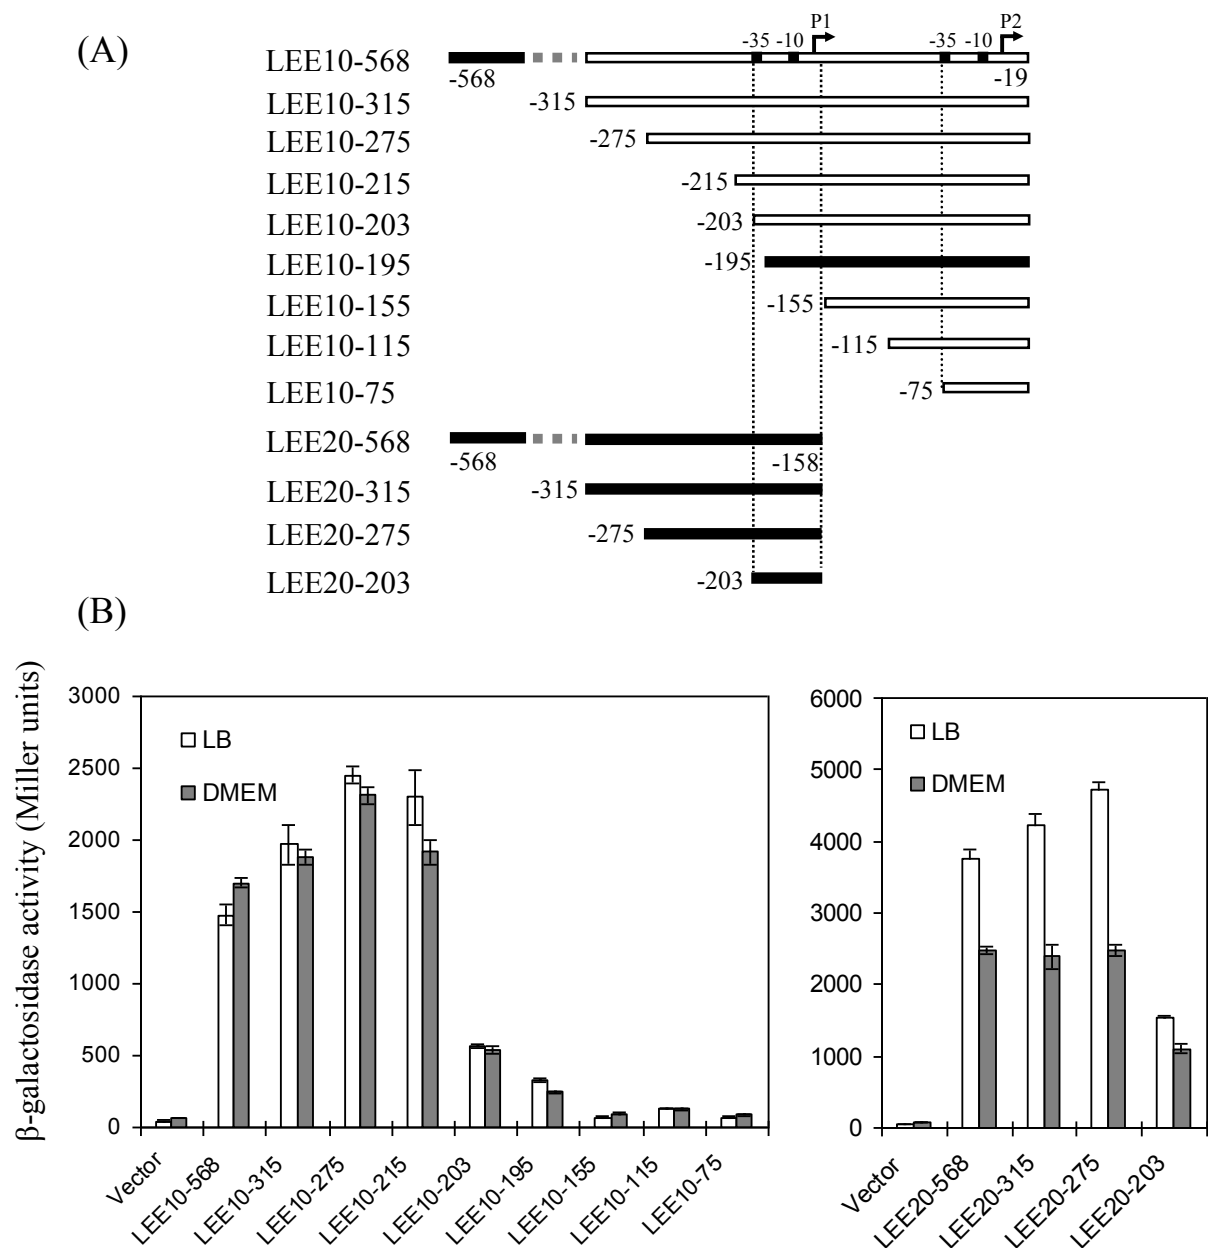 (A)
P1
P2
-35
-10
-35
-10
LEE10-568
-568
-19
LEE10-315
-315
LEE10-275
-275
LEE10-215
-215
LEE10-203
-203
LEE10-195
-195
LEE10-155
-155
LEE10-115
-115
LEE10-75
-75
LEE20-568
-568
-158
LEE20-315
-315
LEE20-275
-275
LEE20-203
-203
(B)
β-galactosidase activity (Miller units)
3000
2500
2000
1500
1000
500
0
LB
DMEM
Vector
LEE10-568
LEE10-315
LEE10-275
LEE10-215
LEE10-203
LEE10-195
LEE10-155
LEE10-115
LEE10-75
6000
5000
4000
3000
2000
1000
0
LB
DMEM
Vector
LEE20-568
LEE20-315
LEE20-275
LEE20-203